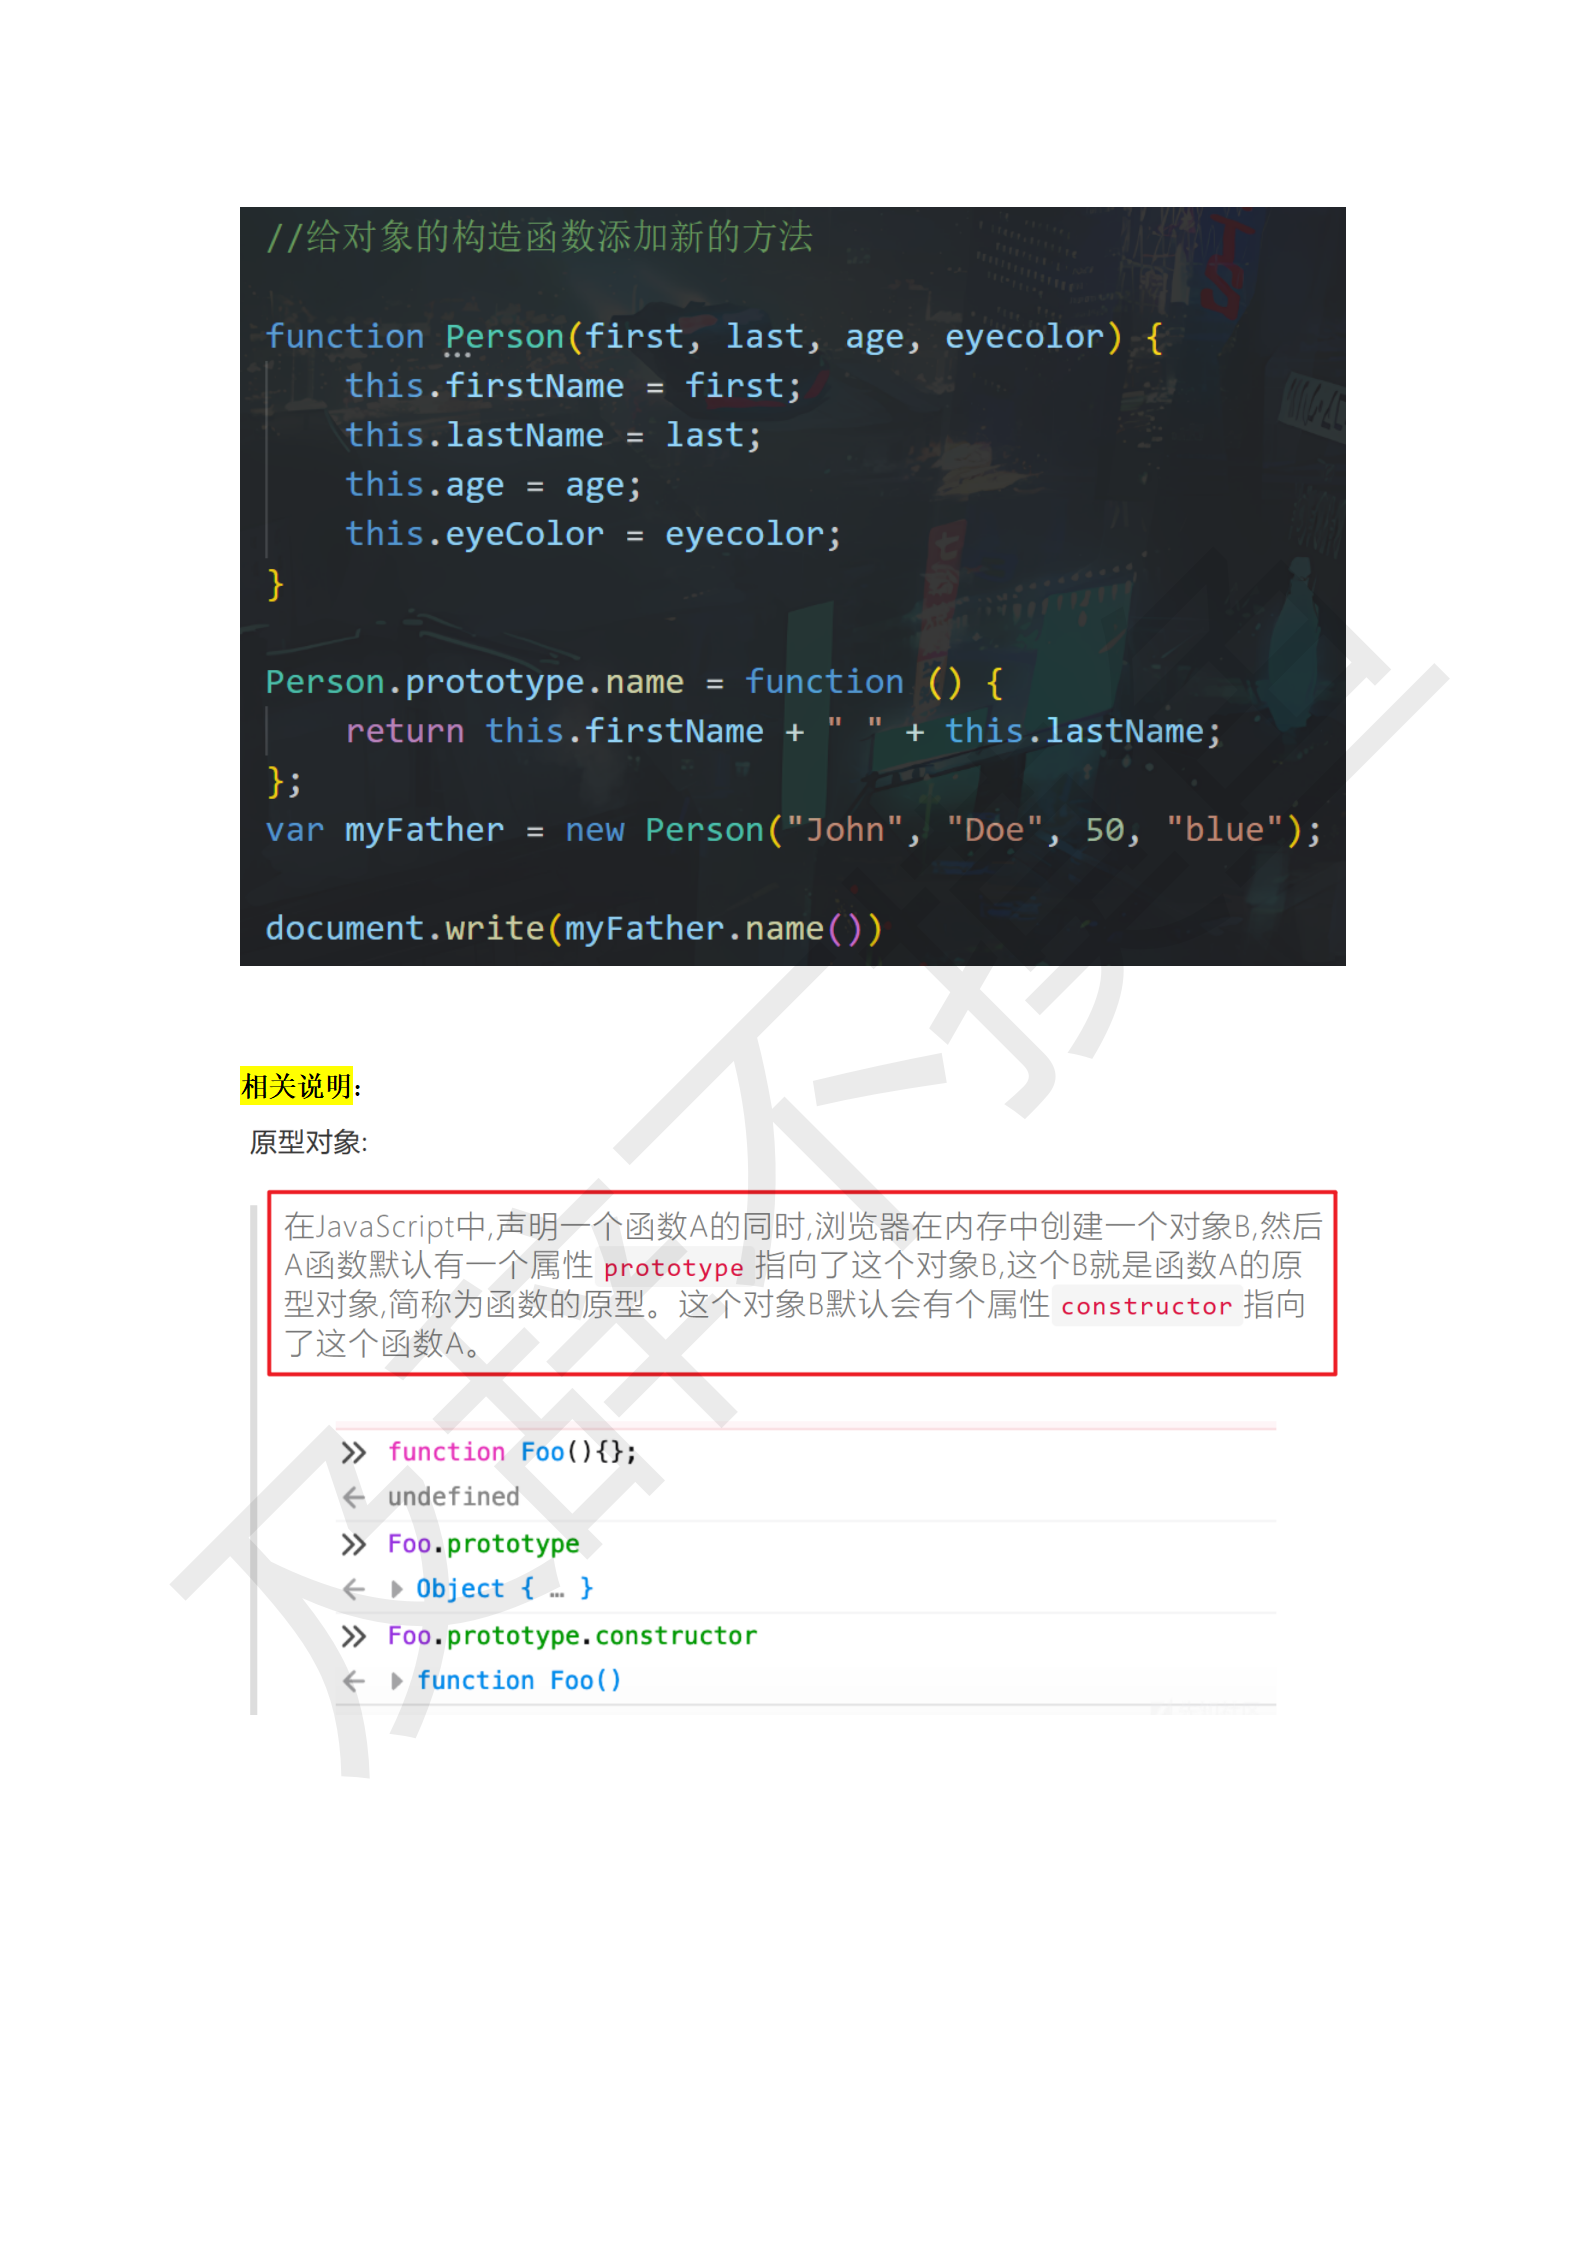 //给对象的构造函数添加新的方法
function Person(first, last, age, eyecolor) {
    this.firstName = first;
    this.lastName = last;
    this.age = age;
    this.eyeColor = eyecolor;
}
Person.prototype.name = function () {
    return this.firstName + " " + this.lastName;
};
var myFather = new Person("John", "Doe", 50, "blue");
document.write(myFather.name())
相关说明：
原型对象:
在JavaScript中,声明一个函数A的同时,浏览器在内存中创建一个对象B,然后
A函数默认有一个属性 prototype 指向了这个对象B,这个B就是函数A的原
型对象,简称为函数的原型。这个对象B默认会有个属性 constructor 指向
了这个函数A。
function Foo(){};
undefined
Foo.prototype
Object { … }
Foo.prototype.constructor
function Foo()